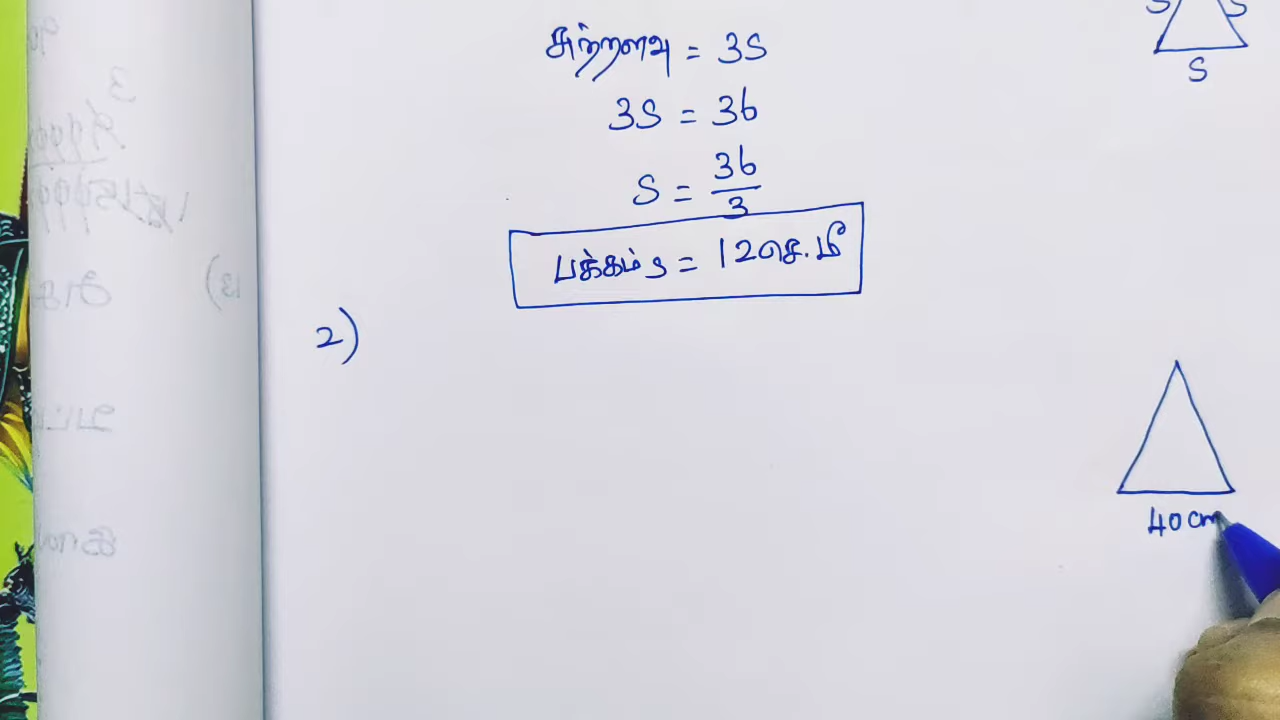 S S
சுற்றளவு = 3S
S
3S = 36
S = 36/3
பக்கம் s = 12செ.மீ
2)
40cm